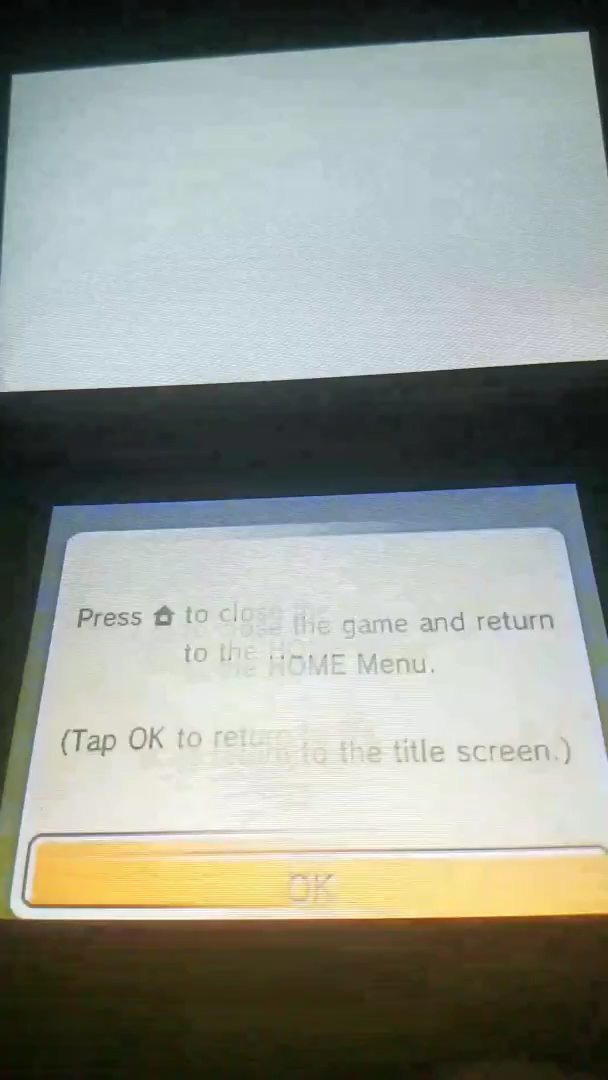 Press 🏠 to close the game and return
to the HOME Menu.
(Tap OK to return to the title screen.)
OK